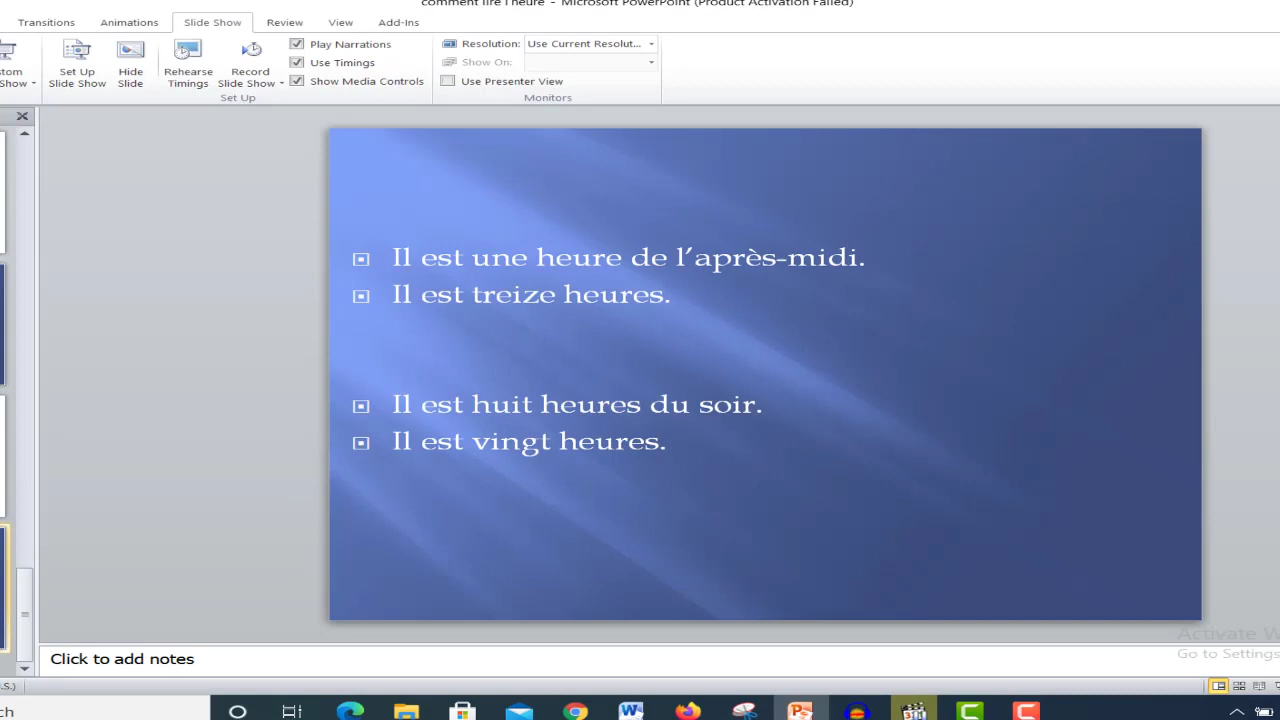 comment lire l'heure - Microsoft PowerPoint (Product Activation Failed)
Transitions Animations Slide Show Review View Add-Ins
Show
Set Up Slide Show
Hide Slide
Rehearse Timings
Record Slide Show
Play Narrations
Use Timings
Show Media Controls
Set Up
Resolution: Use Current Resolut...
Show On:
Use Presenter View
Monitors
Il est une heure de l’après-midi.
Il est treize heures.
Il est huit heures du soir.
Il est vingt heures.
Click to add notes
Activate W
Go to Settings